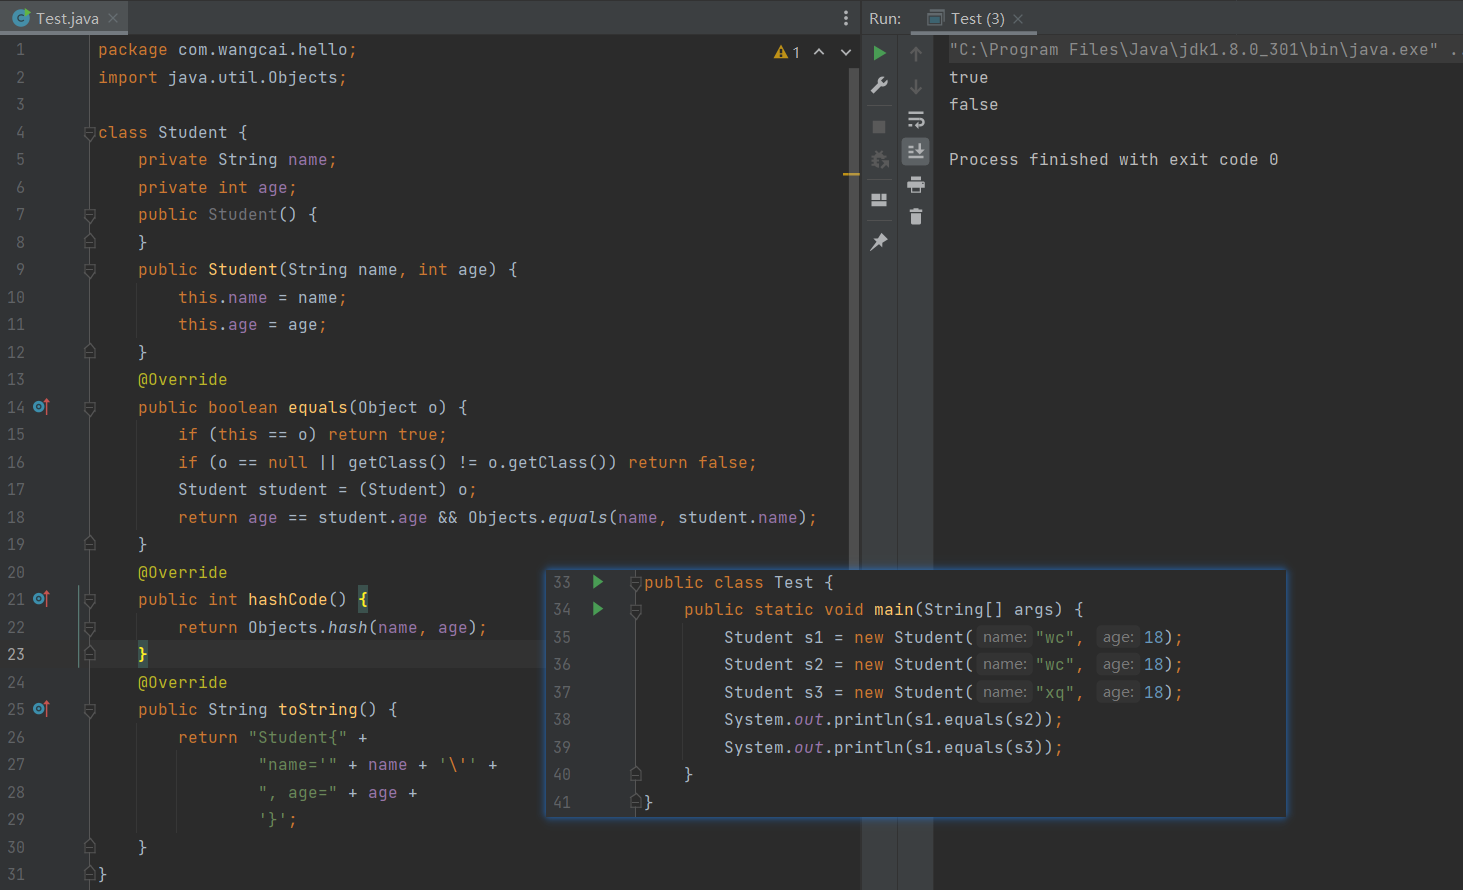 Test.java
1 package com.wangcai.hello;
2 import java.util.Objects;
3
4 class Student {
5 private String name;
6 private int age;
7 public Student() {
8 }
9 public Student(String name, int age) {
10 this.name = name;
11 this.age = age;
12 }
13 @Override
14 public boolean equals(Object o) {
15 if (this == o) return true;
16 if (o == null || getClass() != o.getClass()) return false;
17 Student student = (Student) o;
18 return age == student.age && Objects.equals(name, student.name);
19 }
20 @Override
21 public int hashCode() {
22 return Objects.hash(name, age);
23 }
24 @Override
25 public String toString() {
26 return "Student{" +
27 "name='" + name + '\'' +
28 ", age=" + age +
29 '}';
30 }
31 }
1
33 public class Test {
34 public static void main(String[] args) {
35 Student s1 = new Student( name: "wc", age: 18);
36 Student s2 = new Student( name: "wc", age: 18);
37 Student s3 = new Student( name: "xq", age: 18);
38 System.out.println(s1.equals(s2));
39 System.out.println(s1.equals(s3));
40 }
41 }
Run: Test (3)
"C:\Program Files\Java\jdk1.8.0_301\bin\java.exe" ..
true
false
Process finished with exit code 0